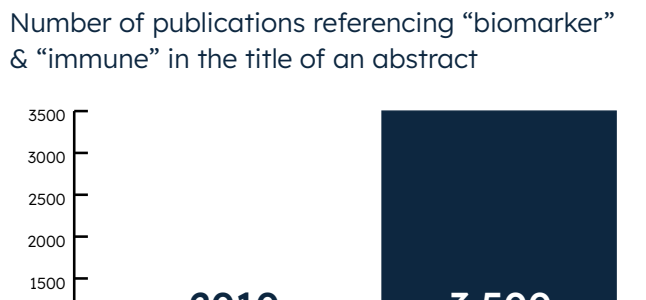 Number of publications referencing “biomarker”
& “immune” in the title of an abstract
3500
3000
2500
2000
1500